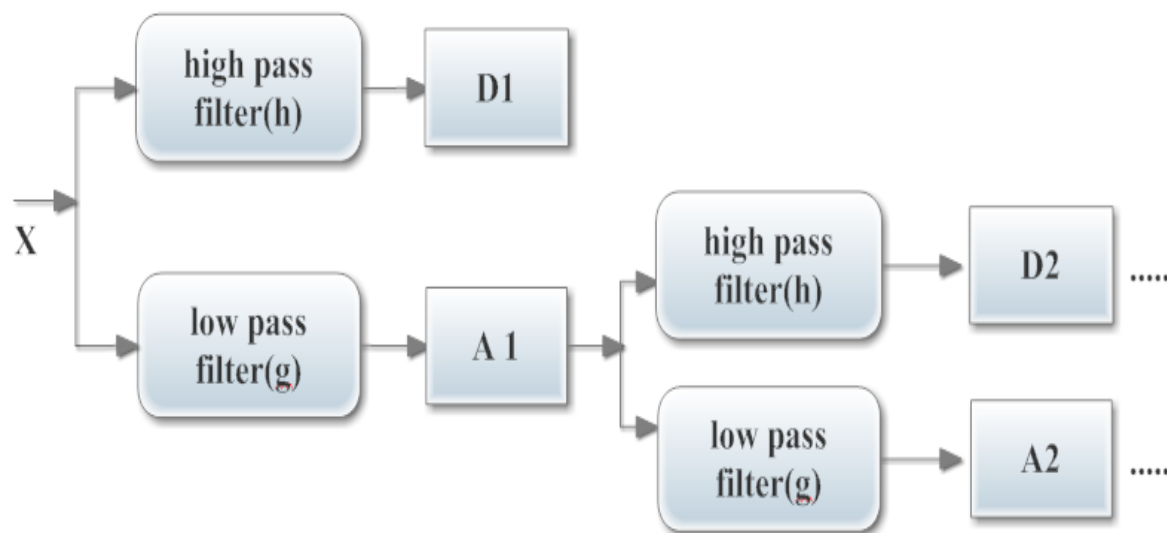 high pass
filter(h)
D1
X
low pass
filter(g)
A 1
high pass
filter(h)
D2
.....
low pass
filter(g)
A2
.....